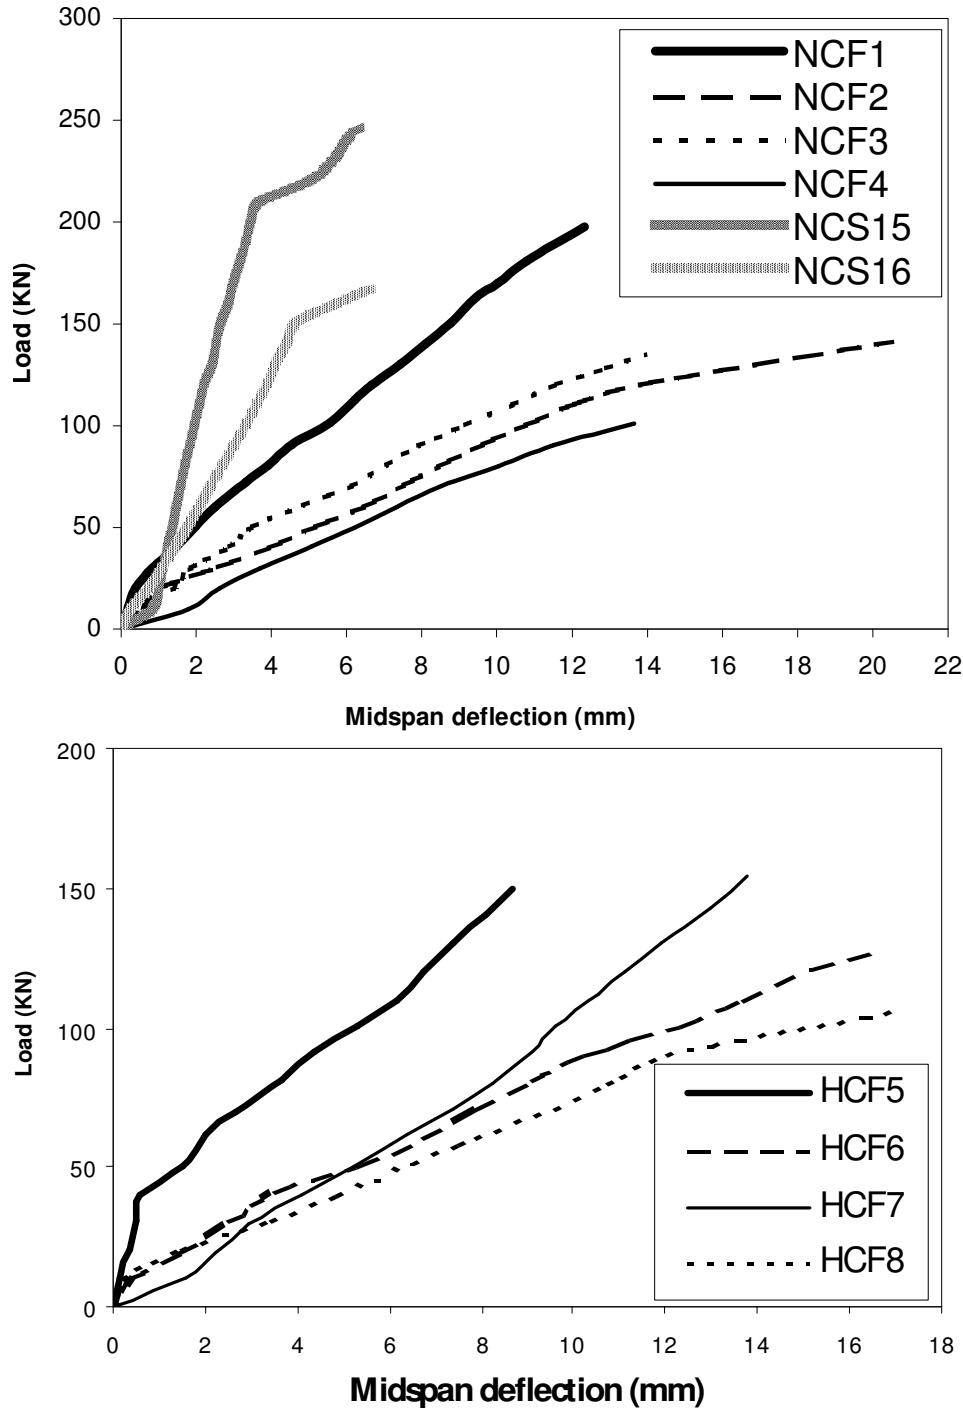 300
250
200
150
100
50
0
Load (KN)
NCF1
NCF2
NCF3
NCF4
NCS15
NCS16
0 2 4 6 8 10 12 14 16 18 20 22
Midspan deflection (mm)
200
150
100
50
0
Load (KN)
HCF5
HCF6
HCF7
HCF8
0 2 4 6 8 10 12 14 16 18
Midspan deflection (mm)